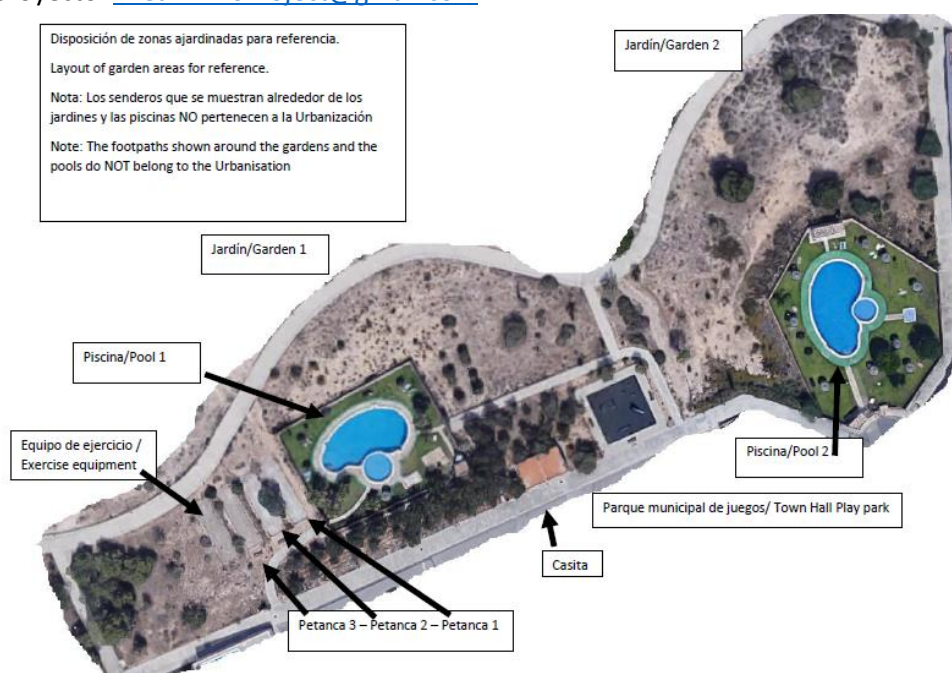 Disposición de zonas ajardinadas para referencia.
Layout of garden areas for reference.
Nota: Los senderos que se muestran alrededor de los
jardines y las piscinas NO pertenecen a la Urbanización
Note: The footpaths shown around the gardens and the
pools do NOT belong to the Urbanisation
Jardín/Garden 2
Jardín/Garden 1
Piscina/Pool 1
Equipo de ejercicio /
Exercise equipment
Piscina/Pool 2
Parque municipal de juegos/ Town Hall Play park
Casita
Petanca 3 – Petanca 2 – Petanca 1